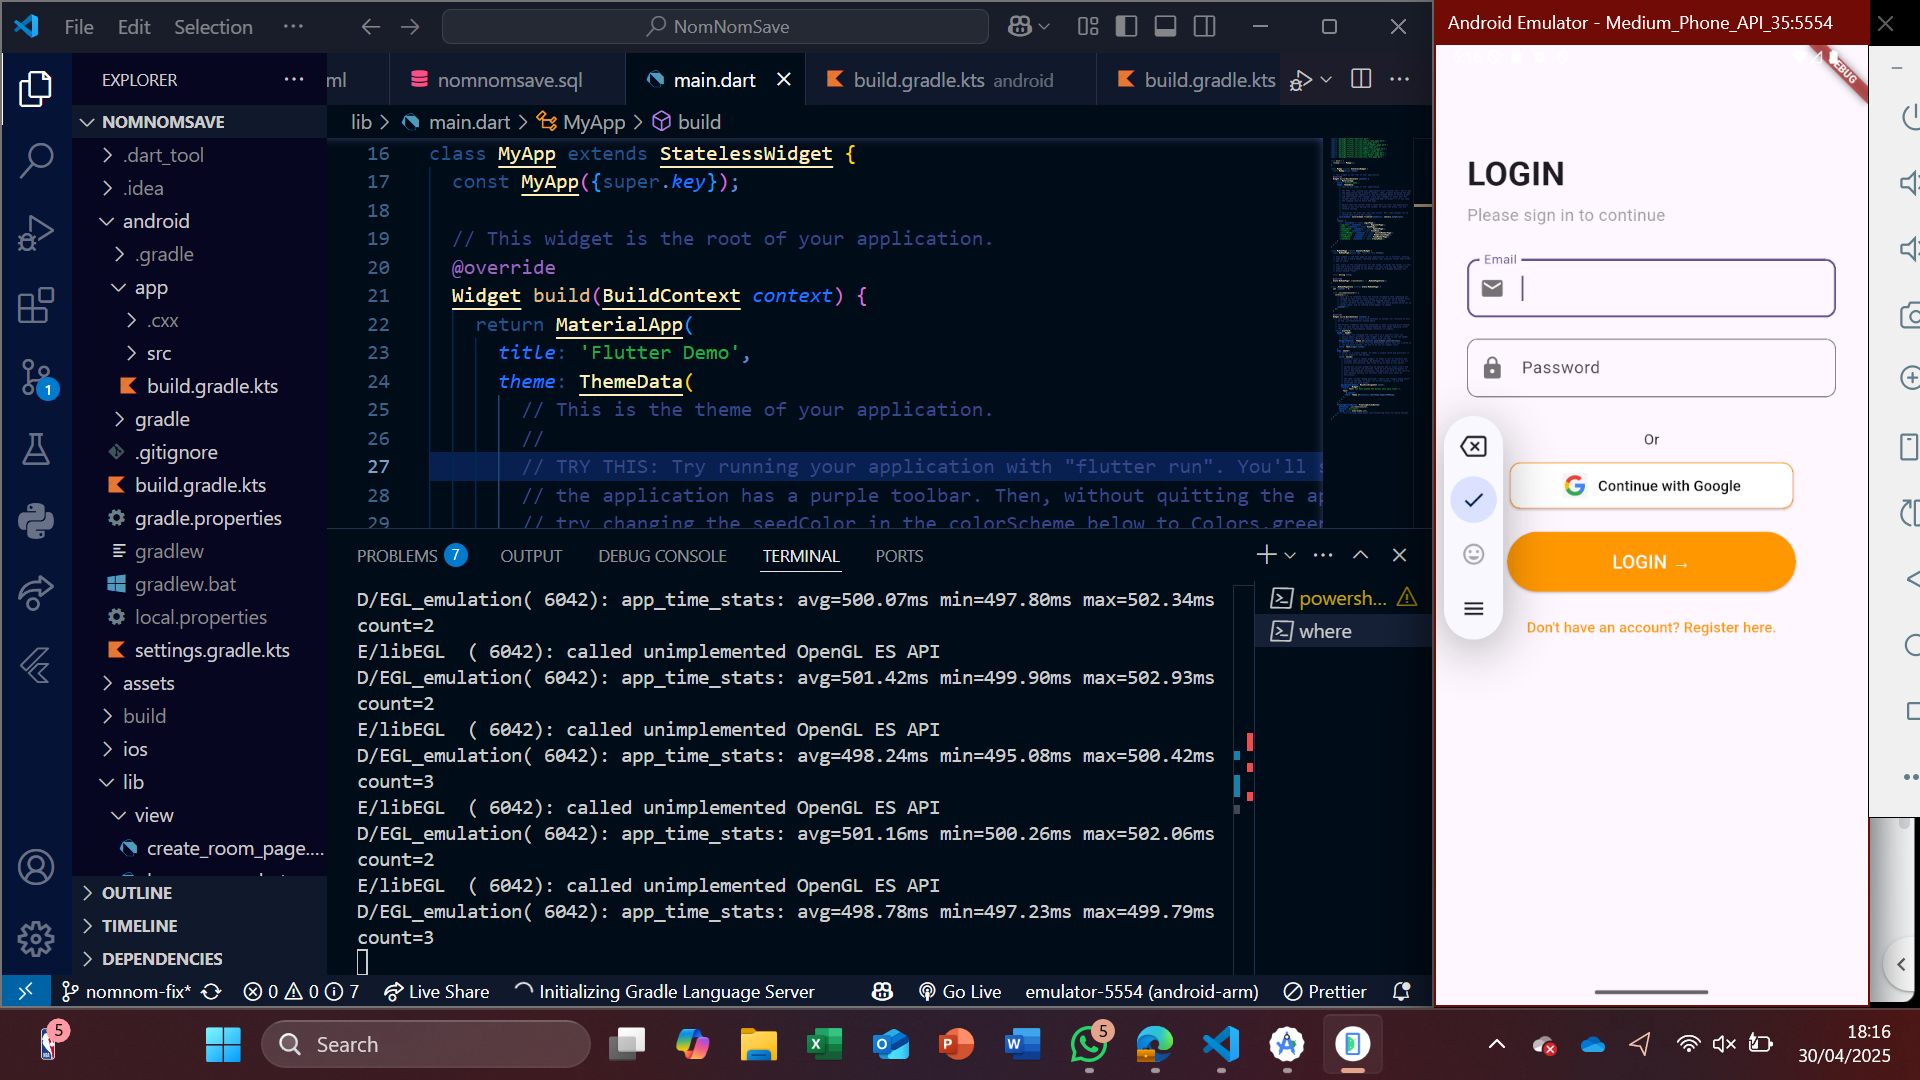 File Edit Selection ···
NomNomSave
EXPLORER
NOMNOMSAVE
.dart_tool
.idea
android
.gradle
app
.cxx
src
build.gradle.kts
gradle
.gitignore
build.gradle.kts
gradle.properties
gradlew
gradlew.bat
local.properties
settings.gradle.kts
assets
build
ios
lib
view
create_room_page....
OUTLINE
TIMELINE
DEPENDENCIES
1
ml nomnomsave.sql main.dart build.gradle.kts android build.gradle.kts
lib > main.dart > MyApp > build
16 class MyApp extends StatelessWidget {
17 const MyApp({super.key});
18
19 // This widget is the root of your application.
20 @override
21 Widget build(BuildContext context) {
22 return MaterialApp(
23 title: 'Flutter Demo',
24 theme: ThemeData(
25 // This is the theme of your application.
26 //
27 // TRY THIS: Try running your application with "flutter run". You'll s
28 // the application has a purple toolbar. Then, without quitting the ap
29 // try changing the seedColor in the colorScheme below to Colors.green
PROBLEMS 7 OUTPUT DEBUG CONSOLE TERMINAL PORTS
D/EGL_emulation( 6042): app_time_stats: avg=500.07ms min=497.80ms max=502.34ms
count=2
E/libEGL ( 6042): called unimplemented OpenGL ES API
D/EGL_emulation( 6042): app_time_stats: avg=501.42ms min=499.90ms max=502.93ms
count=2
E/libEGL ( 6042): called unimplemented OpenGL ES API
D/EGL_emulation( 6042): app_time_stats: avg=498.24ms min=495.08ms max=500.42ms
count=3
E/libEGL ( 6042): called unimplemented OpenGL ES API
D/EGL_emulation( 6042): app_time_stats: avg=501.16ms min=500.26ms max=502.06ms
count=2
E/libEGL ( 6042): called unimplemented OpenGL ES API
D/EGL_emulation( 6042): app_time_stats: avg=498.78ms min=497.23ms max=499.79ms
count=3
powersh...
where
nomnom-fix* 0 0 7 Live Share Initializing Gradle Language Server Go Live emulator-5554 (android-arm) Prettier
Android Emulator - Medium_Phone_API_35:5554
LOGIN
Please sign in to continue
Email
Password
Or
Continue with Google
LOGIN →
Don't have an account? Register here.
5
Search
5
18:16
30/04/2025